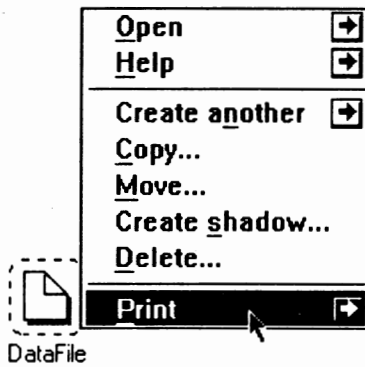 Open
Help
Create another
Copy...
Move...
Create shadow...
Delete...
Print
DataFile